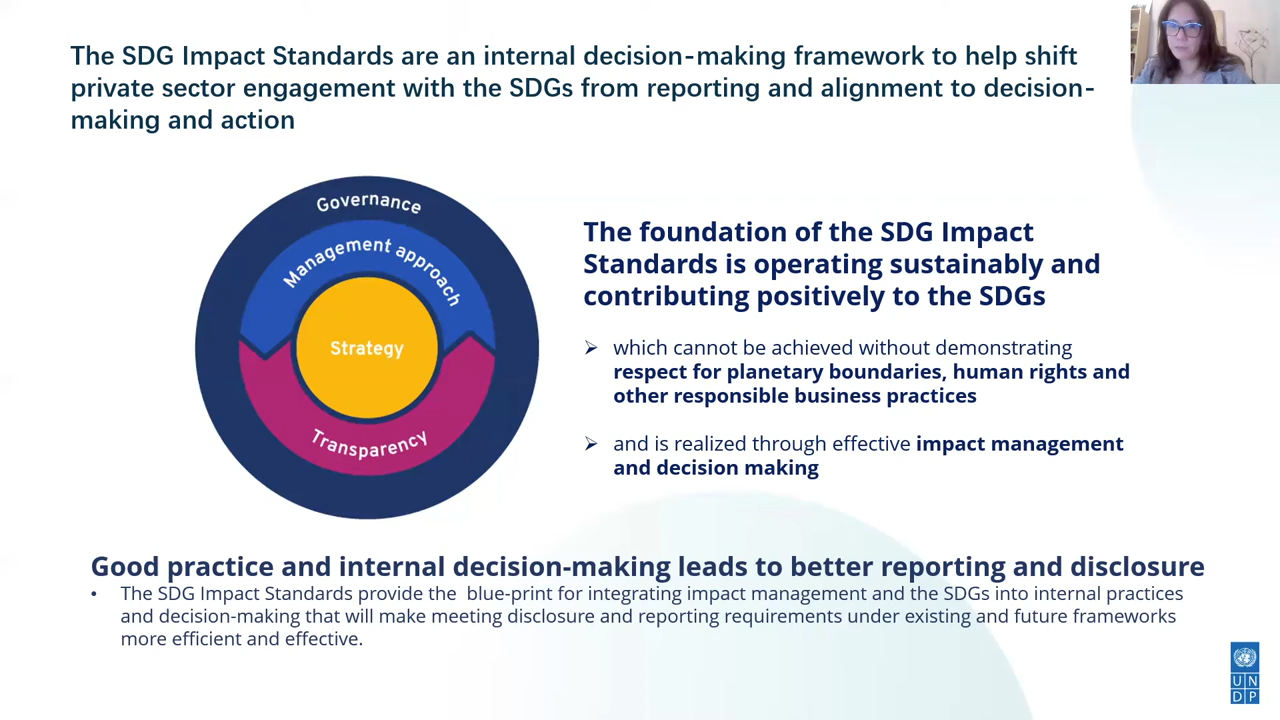 The SDG Impact Standards are an internal decision-making framework to help shift
private sector engagement with the SDGs from reporting and alignment to decision-
making and action
Governance
Management approach
Strategy
Transparency
The foundation of the SDG Impact
Standards is operating sustainably and
contributing positively to the SDGs
➢ which cannot be achieved without demonstrating
respect for planetary boundaries, human rights and
other responsible business practices
➢ and is realized through effective impact management
and decision making
Good practice and internal decision-making leads to better reporting and disclosure
• The SDG Impact Standards provide the  blue-print for integrating impact management and the SDGs into internal practices
and decision-making that will make meeting disclosure and reporting requirements under existing and future frameworks
more efficient and effective.
U N
D P